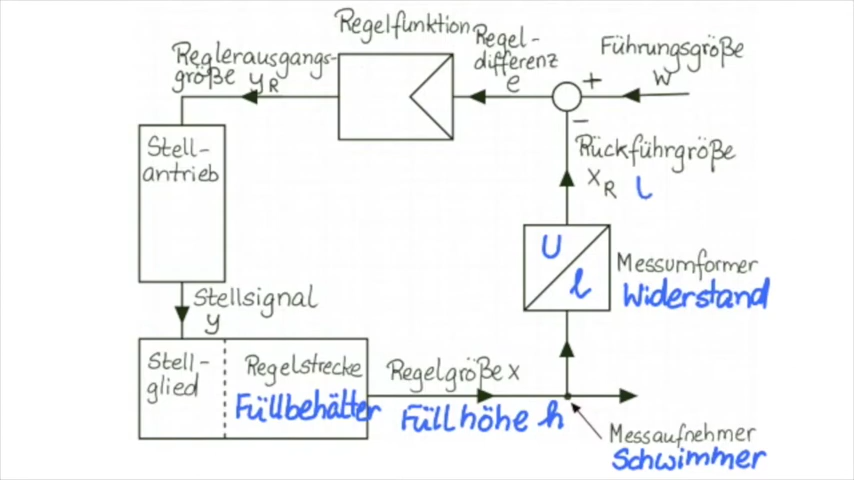 Regelfunktion
Reglerausgangs-
größe yR
Regel-
differenz
e
Führungsgröße
w
+
−
Stell-
antrieb
Rückführgröße
xR
U
l
Messumformer
Widerstand
Stellsignal
y
Stell-
glied
Regelstrecke
Füllbehälter
Regelgröße x
Füllhöhe h
Messaufnehmer
Schwimmer